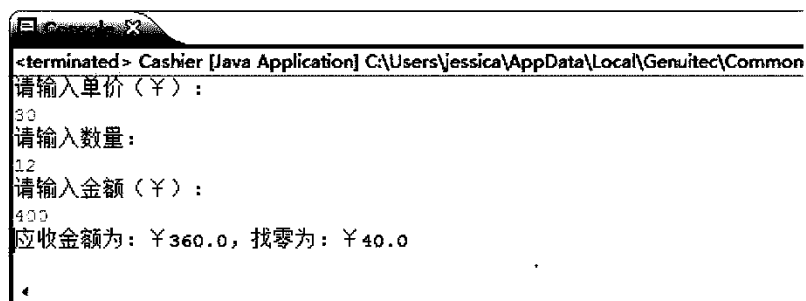 Console
<terminated> Cashier [Java Application] C:\Users\jessica\AppData\Local\Genuitec\Common
请输入单价（￥）：
30
请输入数量：
12
请输入金额（￥）：
400
应收金额为：￥360.0，找零为：￥40.0